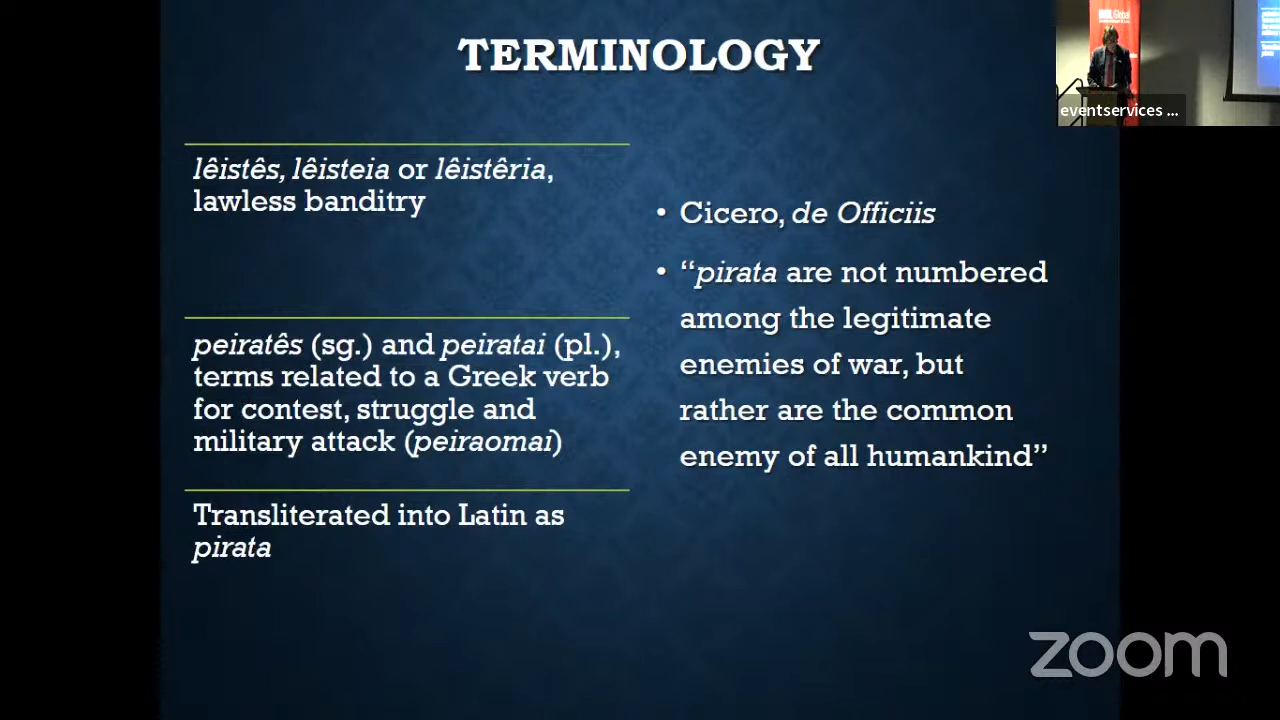 TERMINOLOGY
lêistês, lêisteia or lêistêria,
lawless banditry
peiratês (sg.) and peiratai (pl.),
terms related to a Greek verb
for contest, struggle and
military attack (peiraomai)
Transliterated into Latin as
pirata
• Cicero, de Officiis
• “pirata are not numbered
among the legitimate
enemies of war, but
rather are the common
enemy of all humankind”
Global
eventservices ...
zoom